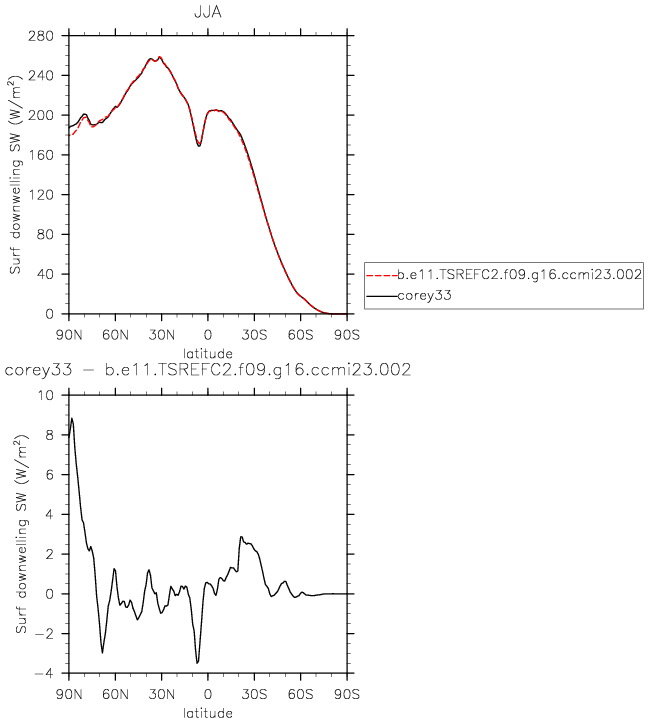 JJA
Surf downwelling SW (W/m²)
280
240
200
160
120
80
40
0
90N 60N 30N 0 30S 60S 90S
latitude
b.e11.TSREFC2.f09.g16.ccmi23.002
corey33
corey33 − b.e11.TSREFC2.f09.g16.ccmi23.002
Surf downwelling SW (W/m²)
10
8
6
4
2
0
−2
−4
90N 60N 30N 0 30S 60S 90S
latitude